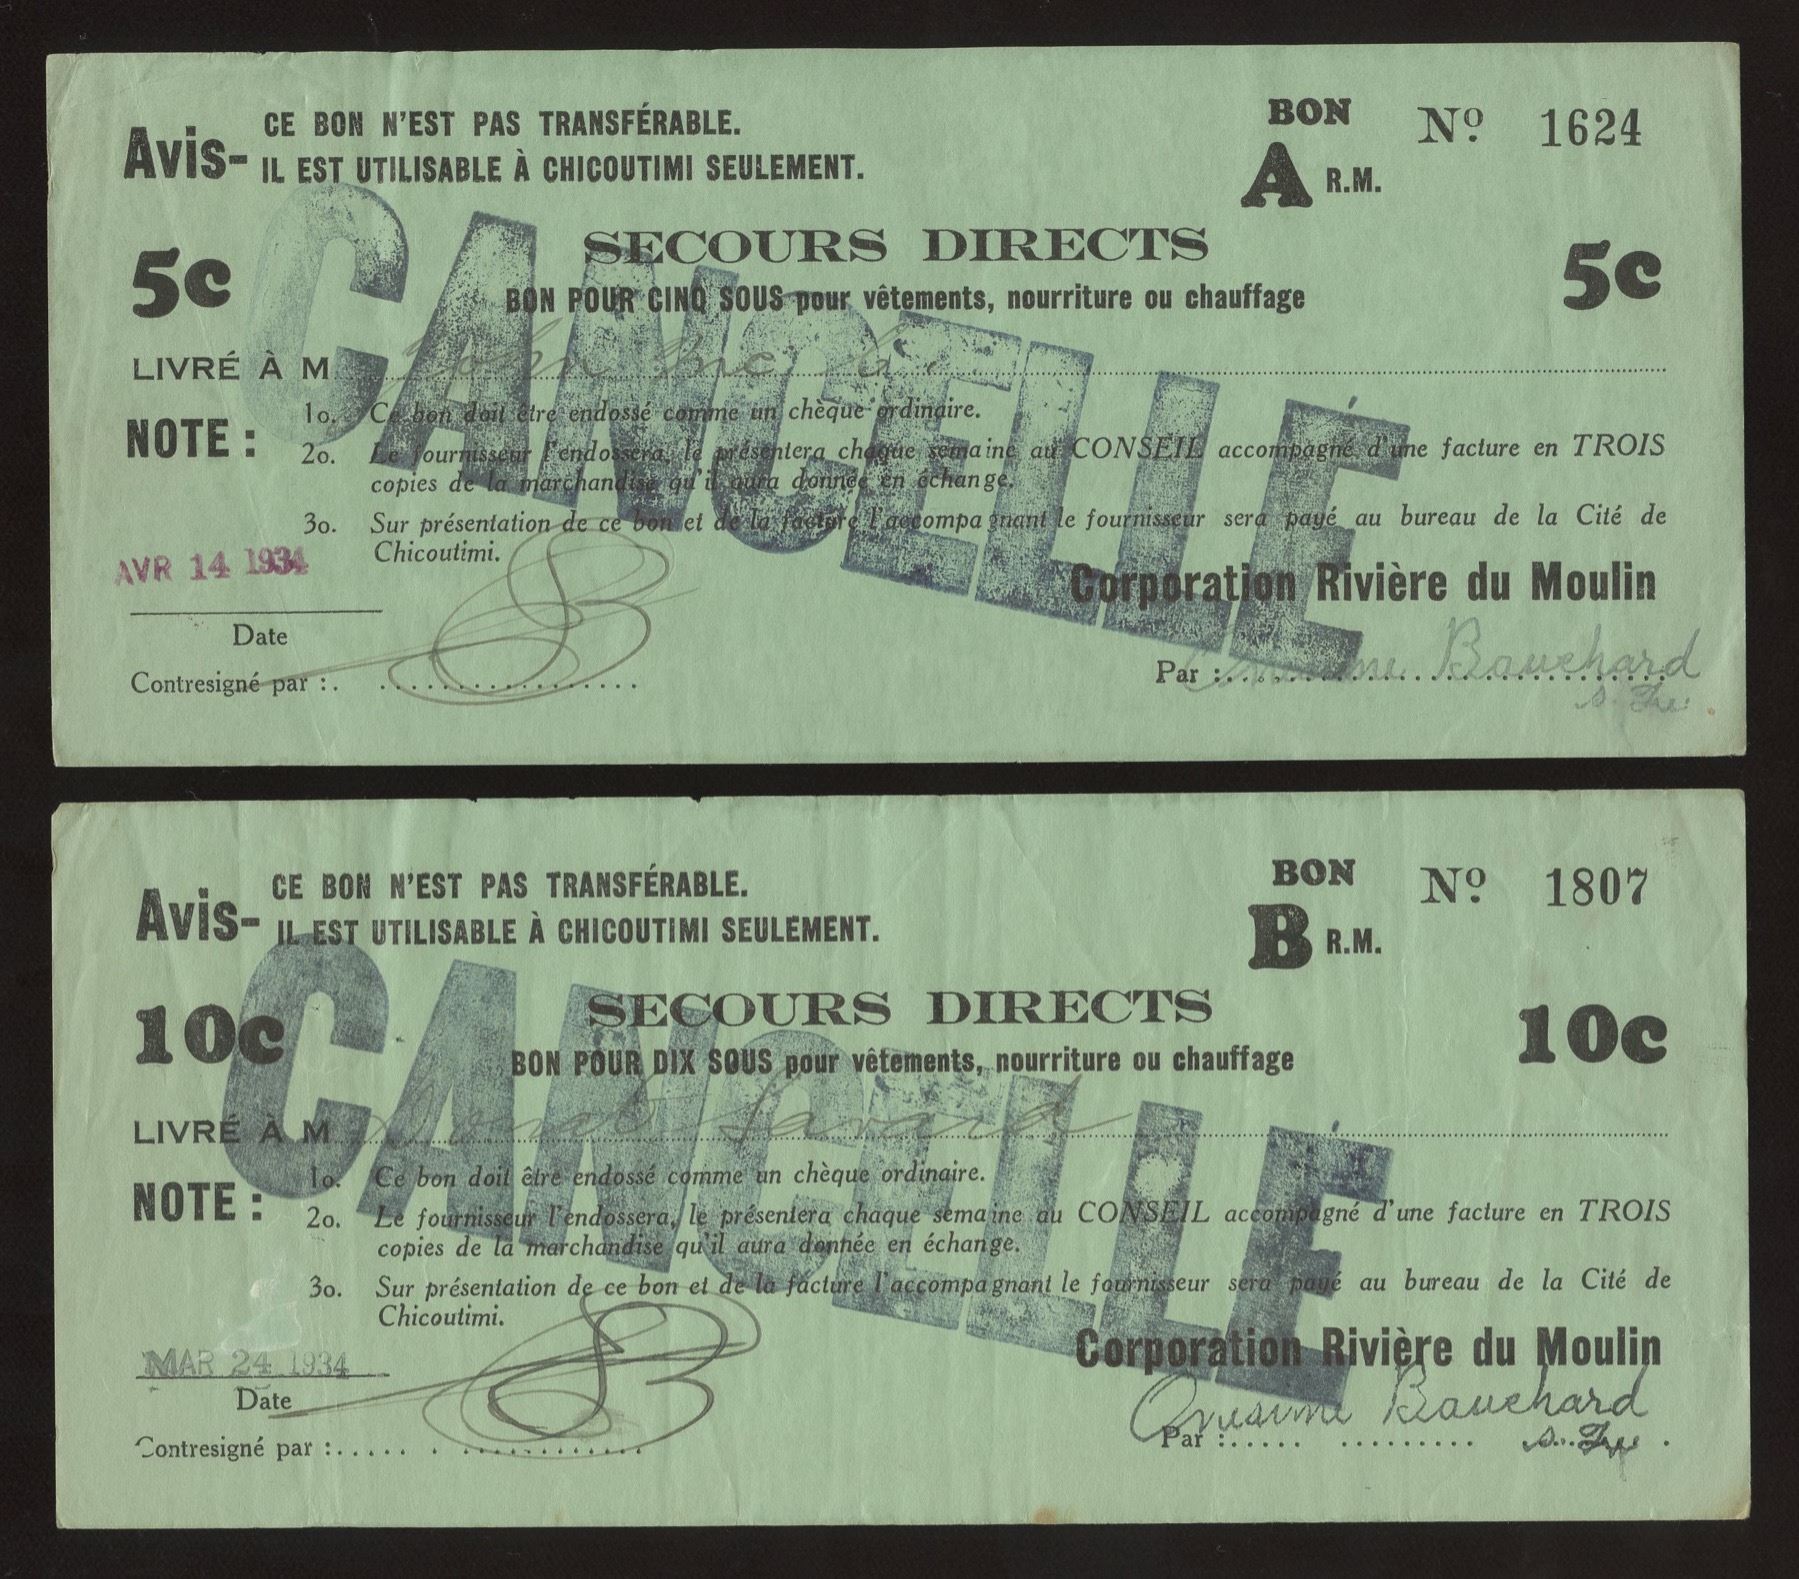 Avis- CE BON N'EST PAS TRANSFÉRABLE.
IL EST UTILISABLE À CHICOUTIMI SEULEMENT.
BON
A R.M.
Nº 1624
5c
SECOURS DIRECTS
5c
BON POUR CINQ SOUS pour vêtements, nourriture ou chauffage
LIVRÉ À M John
NOTE :
1o. Ce bon doit être endossé comme un chèque ordinaire.
2o. Le fournisseur l'endossera, le présentera chaque semaine au CONSEIL accompagné d'une facture en TROIS
copies de la marchandise qu'il aura donnée en échange.
3o. Sur présentation de ce bon et de la facture l'accompagnant le fournisseur sera payé au bureau de la Cité de
Chicoutimi.
AVR 14 1934
Corporation Rivière du Moulin
Date
Contresigné par :
Par : Onesime Bouchard
CANCELLE
Avis- CE BON N'EST PAS TRANSFÉRABLE.
IL EST UTILISABLE À CHICOUTIMI SEULEMENT.
BON
B R.M.
Nº 1807
10c
SECOURS DIRECTS
10c
BON POUR DIX SOUS pour vêtements, nourriture ou chauffage
LIVRÉ À M Donat Savard
NOTE :
1o. Ce bon doit être endossé comme un chèque ordinaire.
2o. Le fournisseur l'endossera, le présentera chaque semaine au CONSEIL accompagné d'une facture en TROIS
copies de la marchandise qu'il aura donnée en échange.
3o. Sur présentation de ce bon et de la facture l'accompagnant le fournisseur sera payé au bureau de la Cité de
Chicoutimi.
MAR 24 1934
Corporation Rivière du Moulin
Date
Contresigné par :
Par : Onesime Bouchard
CANCELLÉ